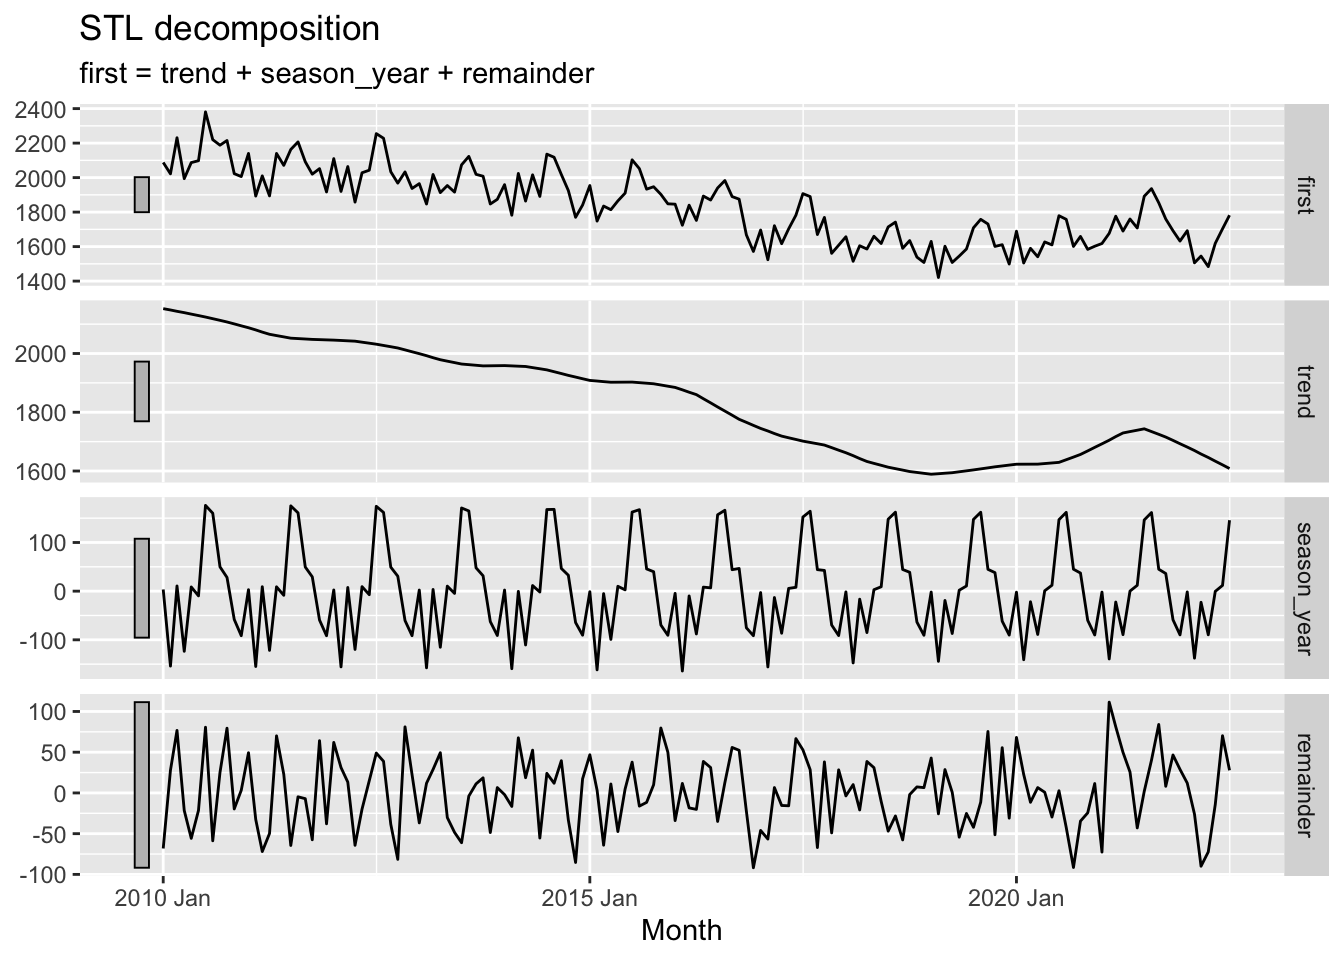 STL decomposition
first = trend + season_year + remainder
2400
2200
2000
1800
1600
1400
first
2000
1800
1600
trend
100
0
-100
season_year
100
50
0
-50
-100
remainder
2010 Jan
2015 Jan
2020 Jan
Month